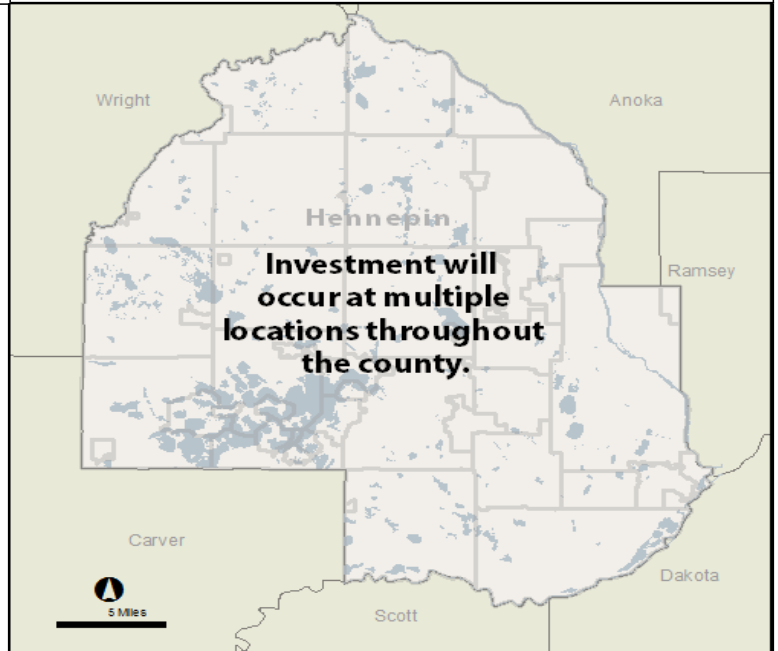 Wright
Anoka
Hennepin
Investment will
occur at multiple
locations throughout
the county.
Ramsey
Carver
Dakota
5 Miles
Scott